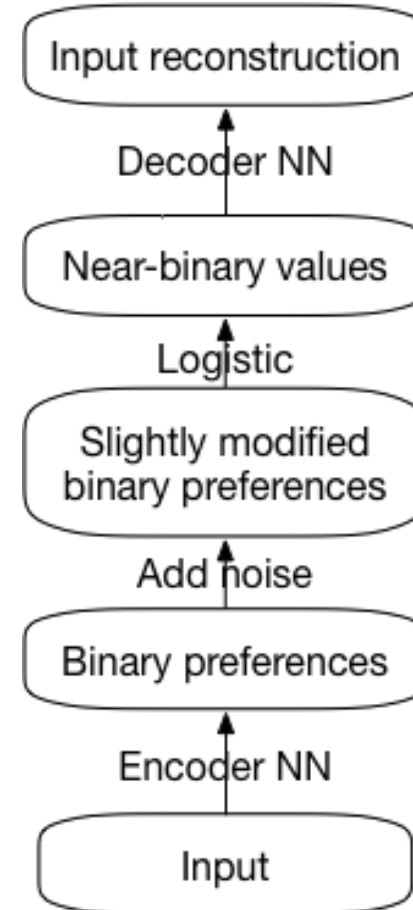 Input reconstruction
Decoder NN
Near-binary values
Logistic
Slightly modified
binary preferences
Add noise
Binary preferences
Encoder NN
Input